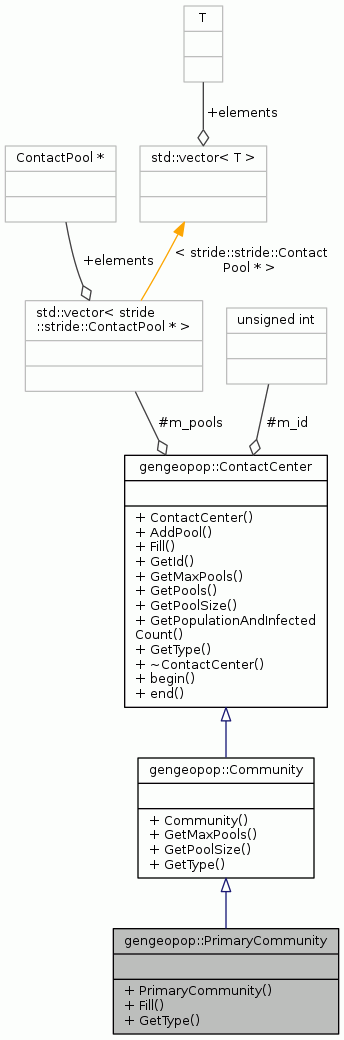 T
+elements
ContactPool *
std::vector< T >
+elements
< stride::stride::Contact
Pool * >
std::vector< stride
::stride::ContactPool * >
unsigned int
#m_pools
#m_id
gengeopop::ContactCenter
+ ContactCenter()
+ AddPool()
+ Fill()
+ GetId()
+ GetMaxPools()
+ GetPools()
+ GetPoolSize()
+ GetPopulationAndInfected
Count()
+ GetType()
+ ~ContactCenter()
+ begin()
+ end()
gengeopop::Community
+ Community()
+ GetMaxPools()
+ GetPoolSize()
+ GetType()
gengeopop::PrimaryCommunity
+ PrimaryCommunity()
+ Fill()
+ GetType()